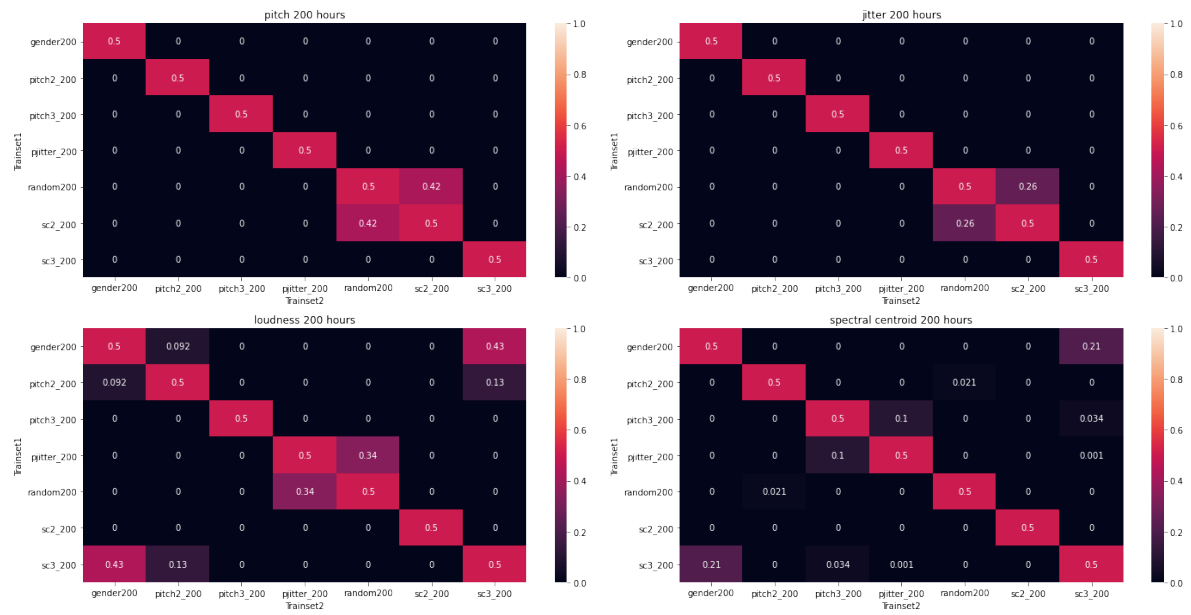 pitch 200 hours
Trainset1
gender200 0.5 0 0 0 0 0 0 1.0
pitch2_200 0 0.5 0 0 0 0 0 0.8
pitch3_200 0 0 0.5 0 0 0 0 0.6
pjitter_200 0 0 0 0.5 0 0 0 0.4
random200 0 0 0 0 0.5 0.42 0 0.2
sc2_200 0 0 0 0 0.42 0.5 0 0.0
sc3_200 0 0 0 0 0 0 0.5
gender200 pitch2_200 pitch3_200 pjitter_200 random200 sc2_200 sc3_200
Trainset2
jitter 200 hours
Trainset1
gender200 0.5 0 0 0 0 0 0 1.0
pitch2_200 0 0.5 0 0 0 0 0 0.8
pitch3_200 0 0 0.5 0 0 0 0 0.6
pjitter_200 0 0 0 0.5 0 0 0 0.4
random200 0 0 0 0 0.5 0.26 0 0.2
sc2_200 0 0 0 0 0.26 0.5 0 0.0
sc3_200 0 0 0 0 0 0 0.5
gender200 pitch2_200 pitch3_200 pjitter_200 random200 sc2_200 sc3_200
Trainset2
loudness 200 hours
Trainset1
gender200 0.5 0.092 0 0 0 0 0.43 1.0
pitch2_200 0.092 0.5 0 0 0 0 0.13 0.8
pitch3_200 0 0 0.5 0 0 0 0 0.6
pjitter_200 0 0 0 0.5 0.34 0 0 0.4
random200 0 0 0 0.34 0.5 0 0 0.2
sc2_200 0 0 0 0 0 0.5 0 0.0
sc3_200 0.43 0.13 0 0 0 0 0.5
gender200 pitch2_200 pitch3_200 pjitter_200 random200 sc2_200 sc3_200
Trainset2
spectral centroid 200 hours
Trainset1
gender200 0.5 0 0 0 0 0 0.21 1.0
pitch2_200 0 0.5 0 0 0.021 0 0 0.8
pitch3_200 0 0 0.5 0.1 0 0 0.034 0.6
pjitter_200 0 0 0.1 0.5 0 0 0.001 0.4
random200 0 0.021 0 0 0.5 0 0 0.2
sc2_200 0 0 0 0 0 0.5 0 0.0
sc3_200 0.21 0 0.034 0.001 0 0 0.5
gender200 pitch2_200 pitch3_200 pjitter_200 random200 sc2_200 sc3_200
Trainset2